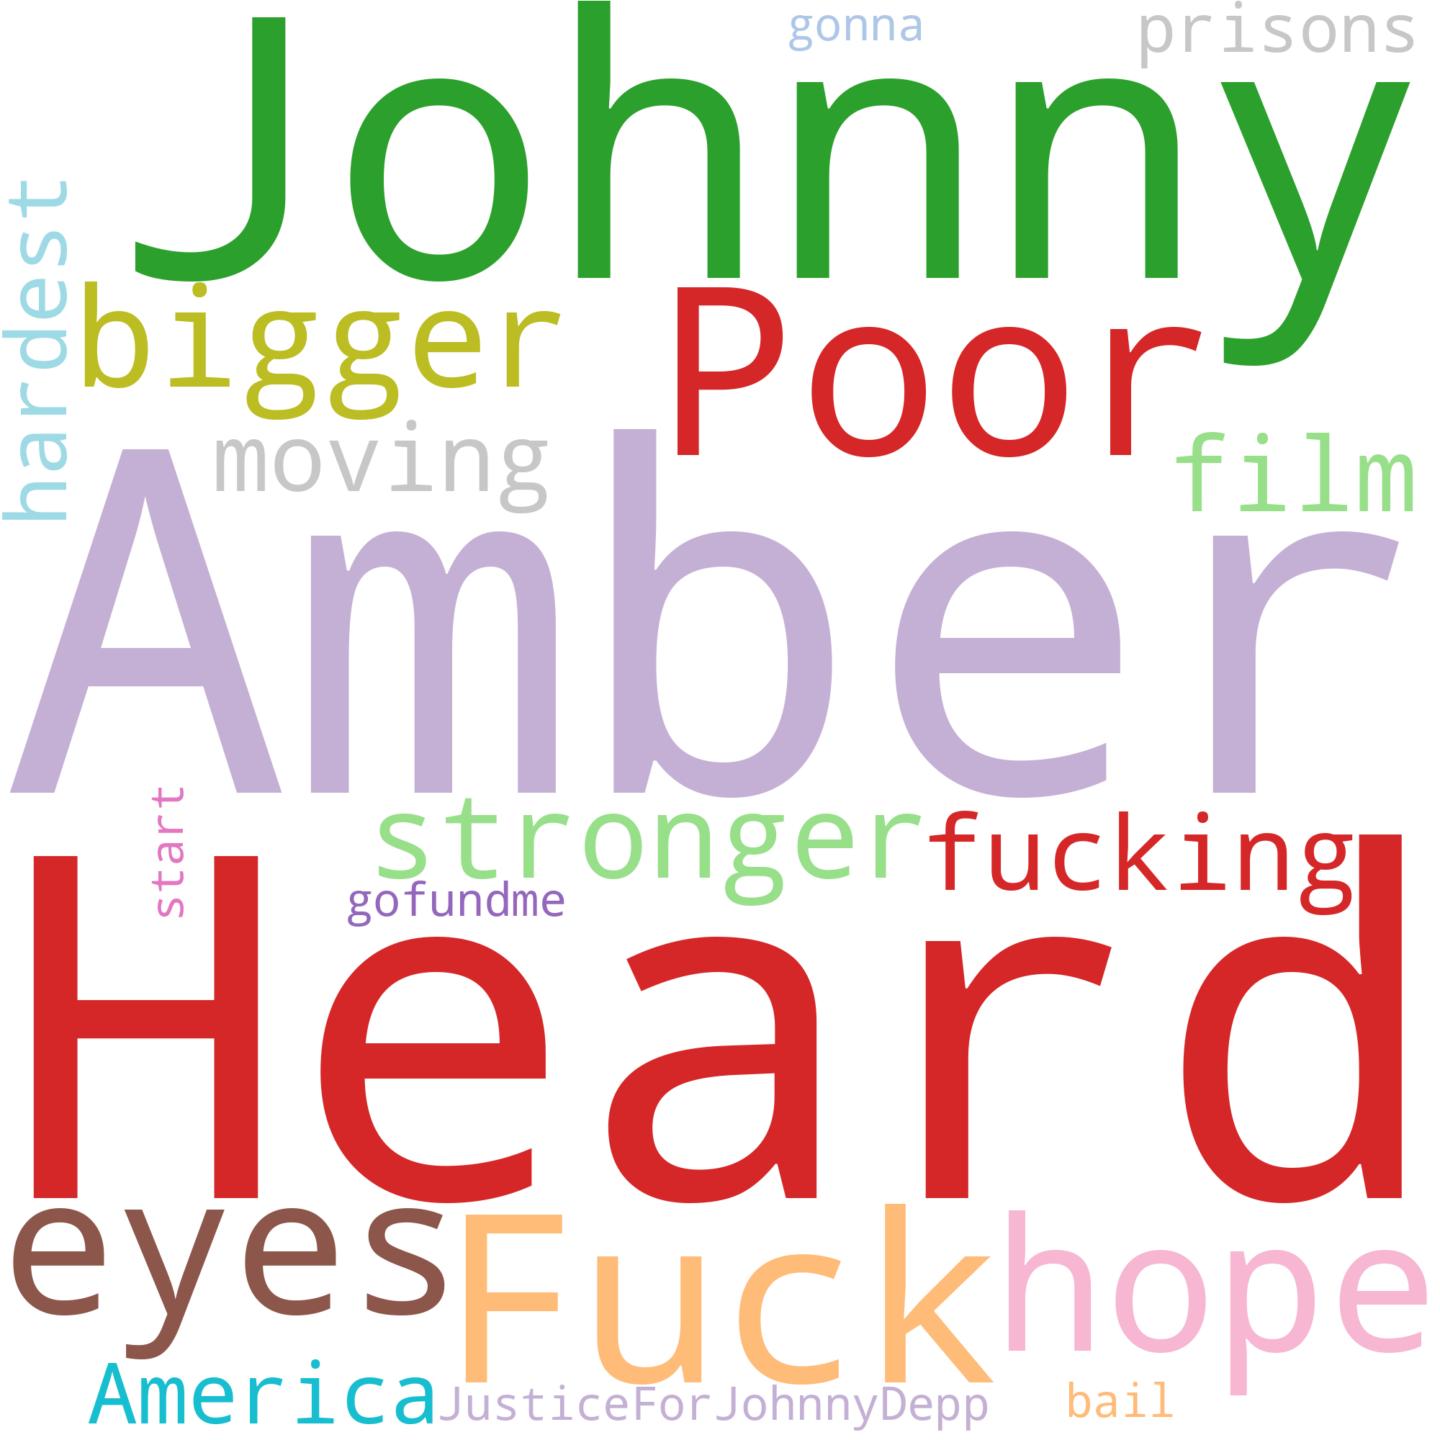 gonna
prisons
Johnny
hardest
bigger
Poor
moving
film
Amber
start
stronger
fucking
gofundme
Heard
eyes
Fuck
hope
America
JusticeForJohnnyDepp
bail